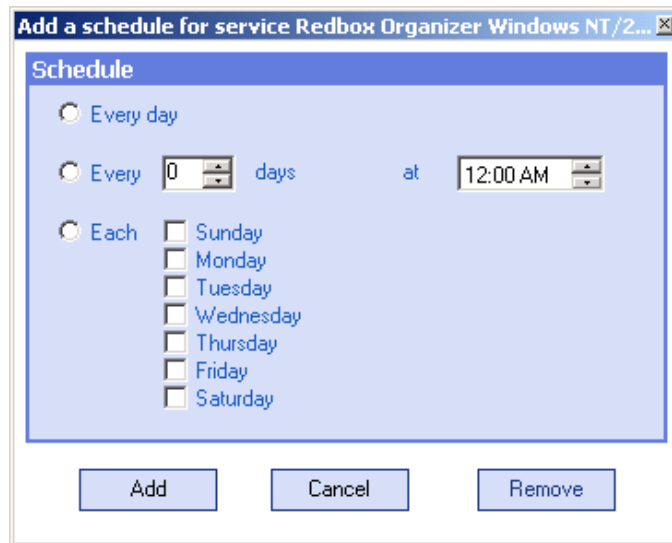 Add a schedule for service Redbox Organizer Windows NT/2...
Schedule
Every day
Every 0 days at 12:00 AM
Each Sunday
Monday
Tuesday
Wednesday
Thursday
Friday
Saturday
Add Cancel Remove